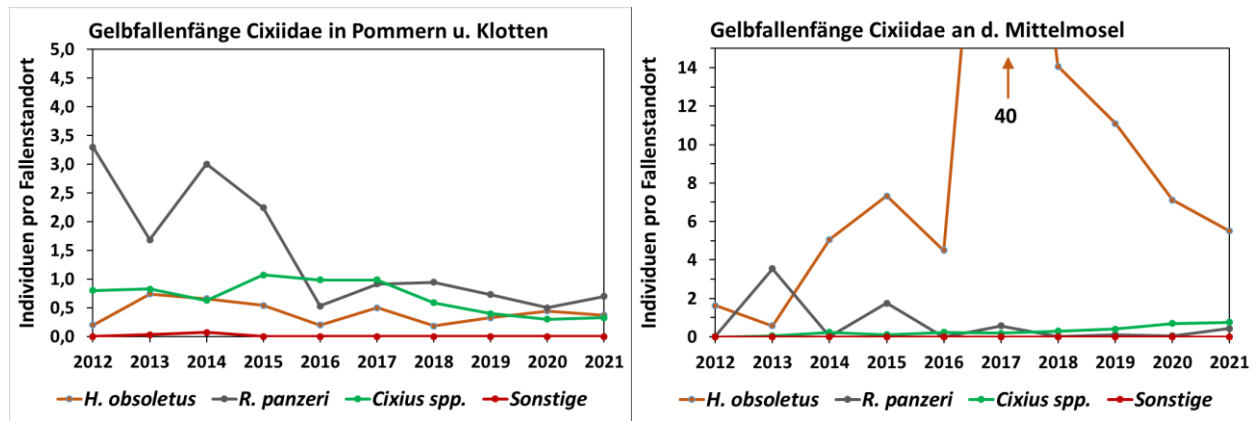 Gelbfallenfänge Cixiidae in Pommern u. Klotten
Individuen pro Fallenstandort
5,0
4,5
4,0
3,5
3,0
2,5
2,0
1,5
1,0
0,5
0,0
2012 2013 2014 2015 2016 2017 2018 2019 2020 2021
H. obsoletus R. panzeri Cixius spp. Sonstige
Gelbfallenfänge Cixiidae an d. Mittelmosel
Individuen pro Fallenstandort
14
12
10
8
6
4
2
0
40
2012 2013 2014 2015 2016 2017 2018 2019 2020 2021
H. obsoletus R. panzeri Cixius spp. Sonstige